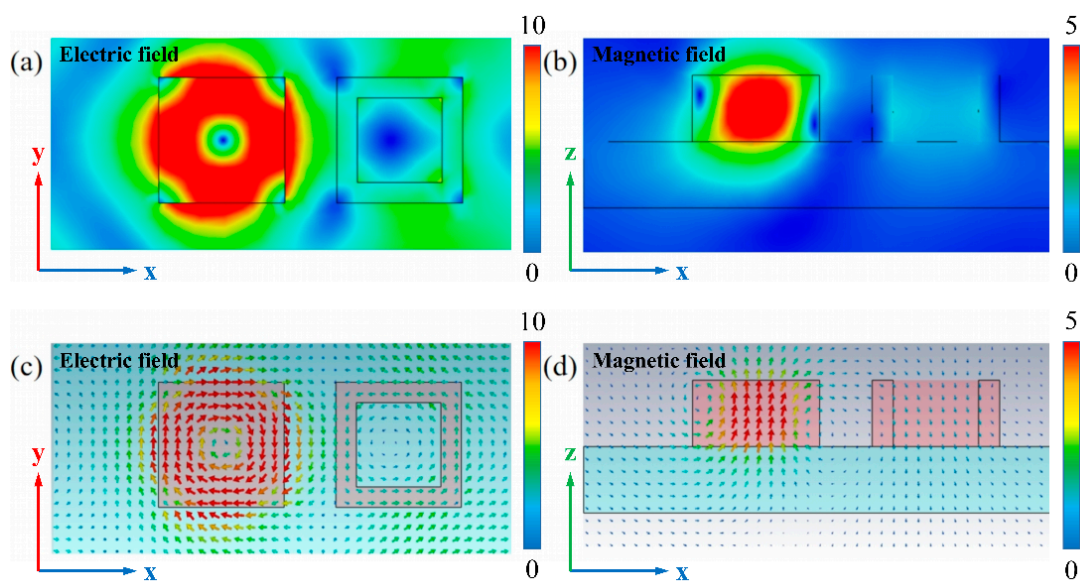 (a) Electric field 10
y
x 0
(b) Magnetic field 5
z
x 0
(c) Electric field 10
y
x 0
(d) Magnetic field 5
z
x 0